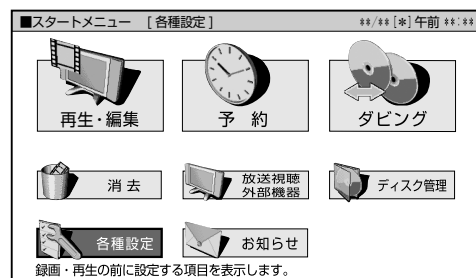 ■スタートメニュー [各種設定] **/** [*] 午前 **:**
再生・編集
予 約
ダビング
消 去
放送視聴
外部機器
ディスク管理
各種設定
お知らせ
録画・再生の前に設定する項目を表示します。